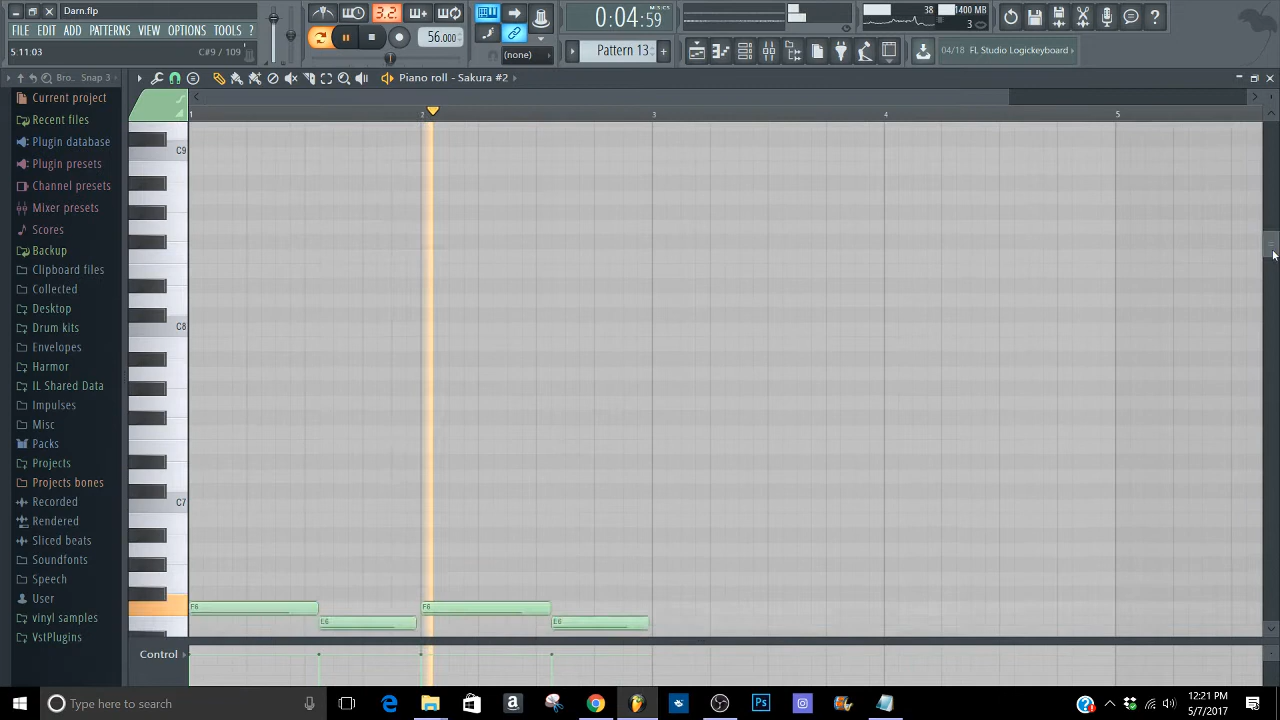 Darn.flp
3.2
0:04:59
M:S:CS
38
1400 MB
3
FILE EDIT ADD PATTERNS VIEW OPTIONS TOOLS ?
56.000
5:11:03
C#9 / 109
(none)
Pattern 13
04/18 FL Studio Logickeyboard
Bro.. Snap 3
Piano roll - Sakura #2
Current project
Recent files
Plugin database
Plugin presets
Channel presets
Mixer presets
Scores
Backup
Clipboard files
Collected
Desktop
Drum kits
Envelopes
Harmor
IL Shared Data
Impulses
Misc
Packs
Projects
Projects bones
Recorded
Rendered
Sliced beats
Soundfonts
Speech
User
vinyl samples
VstPlugins
1 2 3 4 5
C9
C8
C7
F6 F6
E6 E6
Control
Type here to search
12:21 PM
5/7/2017